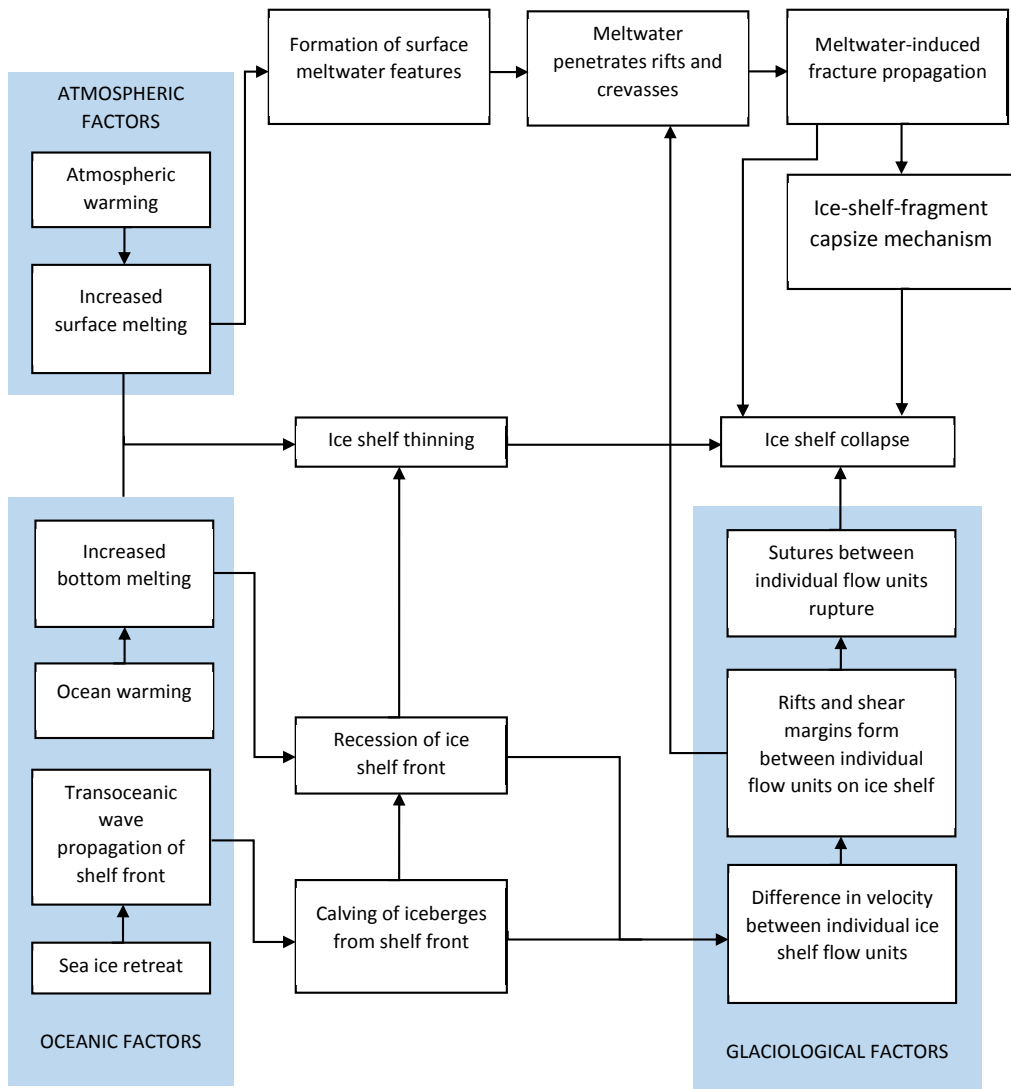 Formation of surface
meltwater features
Meltwater
penetrates rifts and
crevasses
Meltwater-induced
fracture propagation
ATMOSPHERIC
FACTORS
Atmospheric
warming
Increased
surface melting
Ice-shelf-fragment
capsize mechanism
Ice shelf thinning
Ice shelf collapse
Increased
bottom melting
Ocean warming
Transoceanic
wave
propagation of
shelf front
Sea ice retreat
OCEANIC FACTORS
Recession of ice
shelf front
Calving of iceberges
from shelf front
Sutures between
individual flow units
rupture
Rifts and shear
margins form
between individual
flow units on ice shelf
Difference in velocity
between individual ice
shelf flow units
GLACIOLOGICAL FACTORS